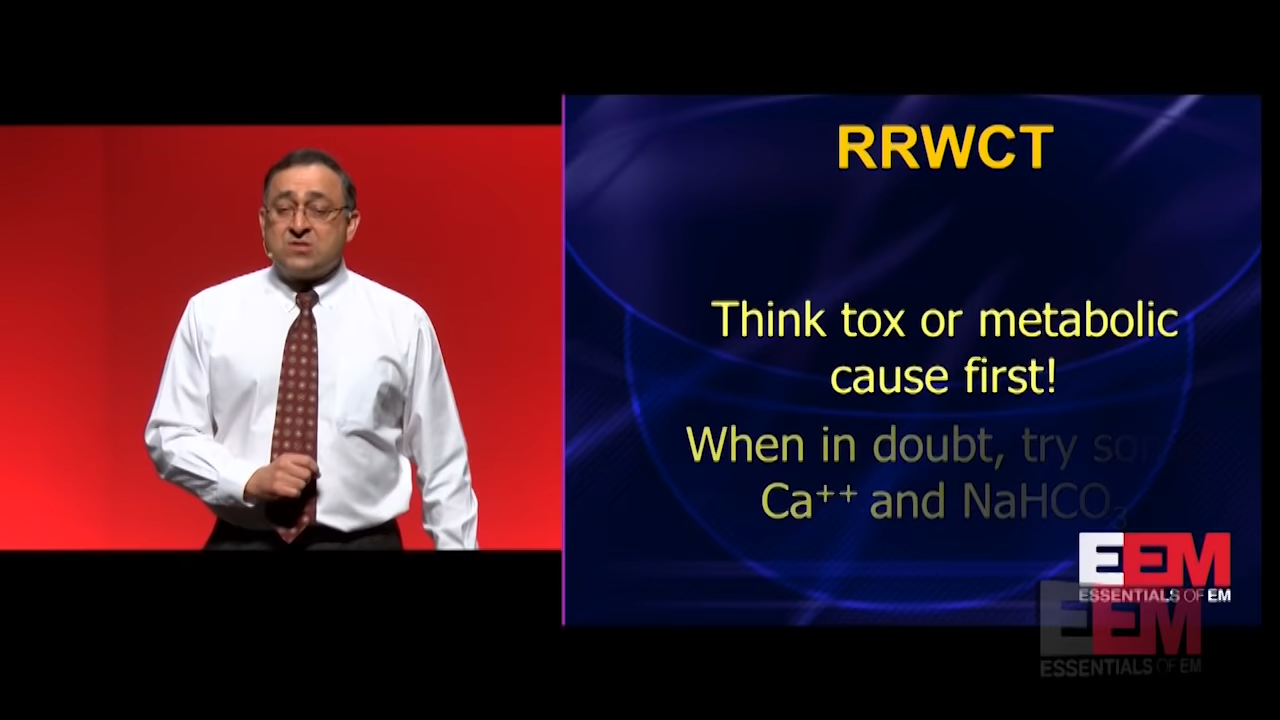 RRWCT
Think tox or metabolic
cause first!
When in doubt, try som
Ca⁺⁺ and NaHCO₃
EEM
ESSENTIALS OF EM
EEM
ESSENTIALS OF EM